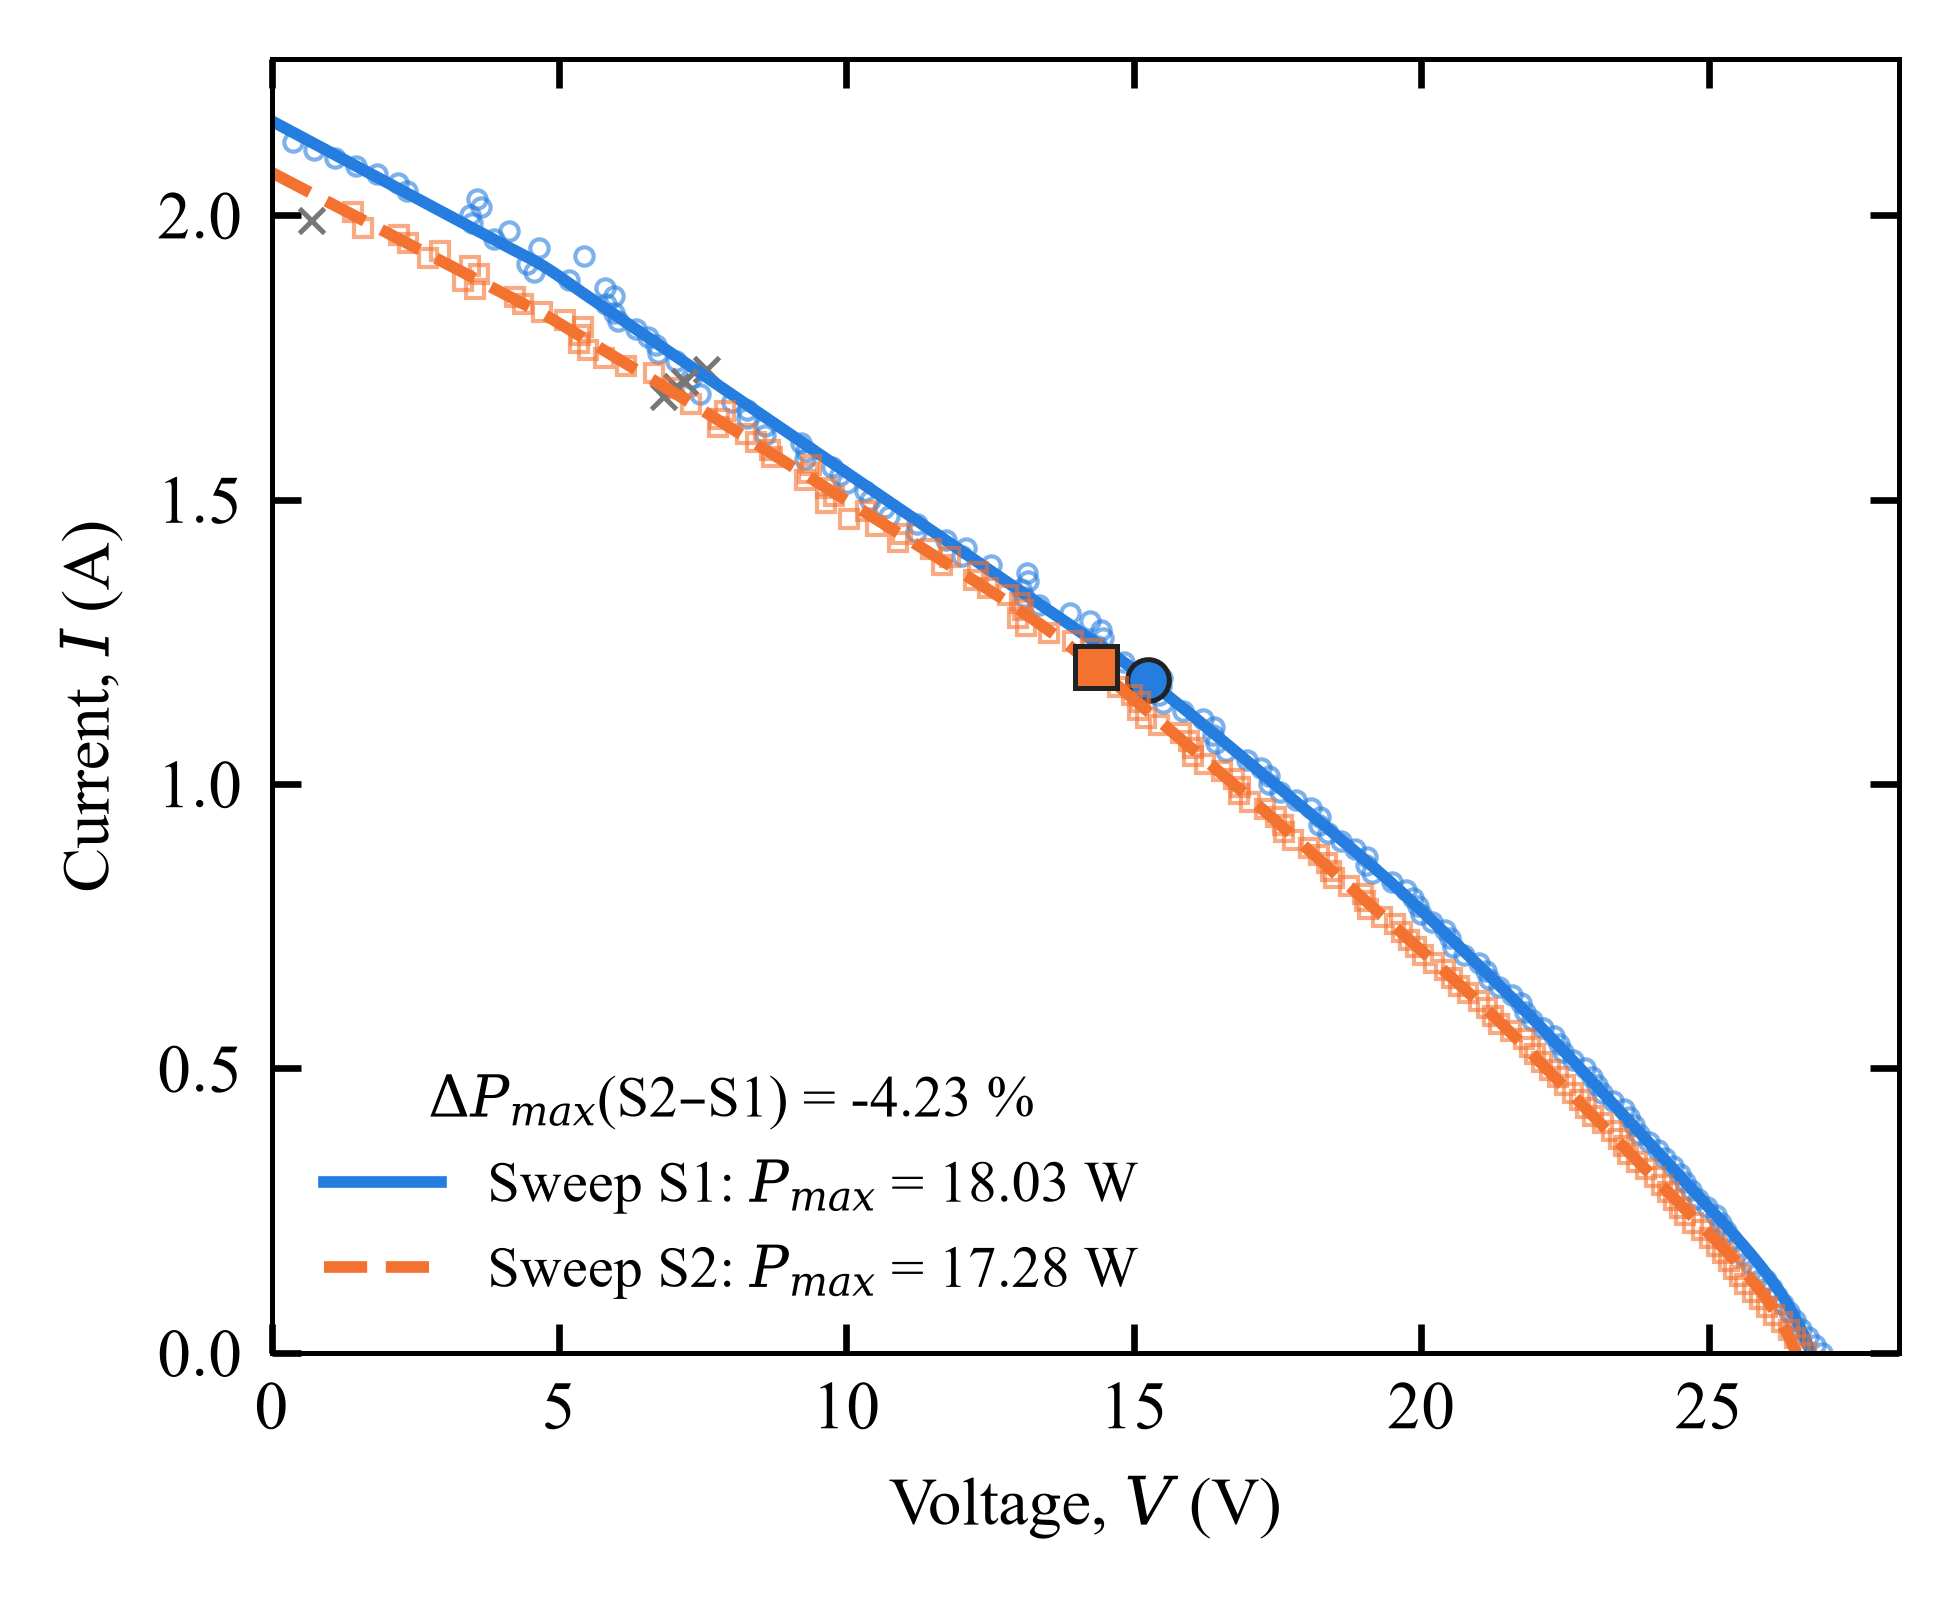 2.0
1.5
1.0
0.5
0.0
Current, I (A)
ΔPmax(S2−S1) = -4.23 %
Sweep S1: Pmax = 18.03 W
Sweep S2: Pmax = 17.28 W
0 5 10 15 20 25
Voltage, V (V)